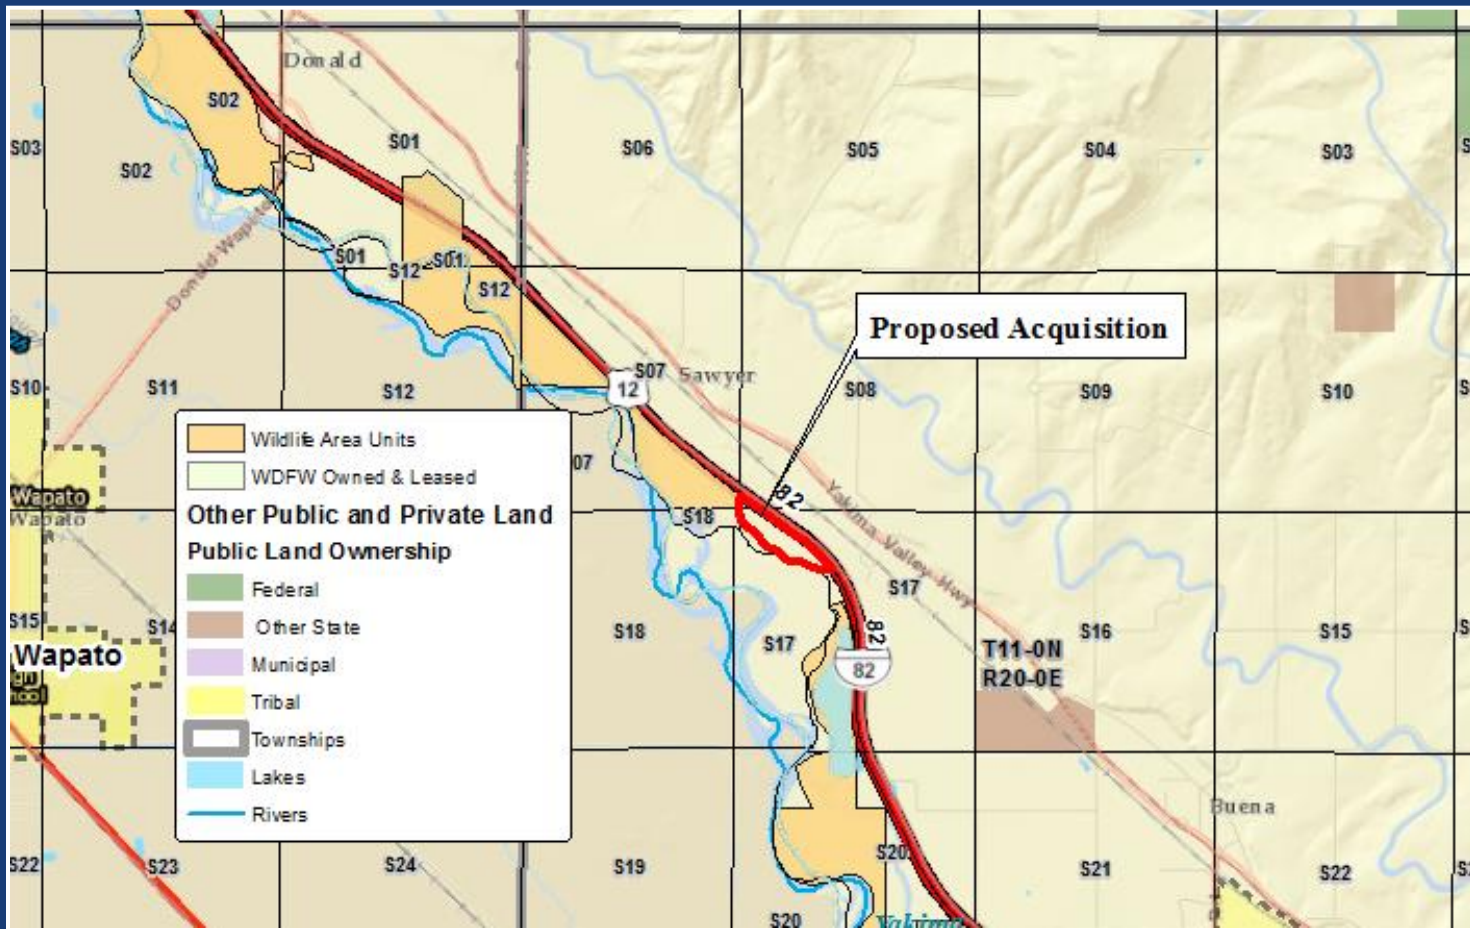 Donald
S02
S01
S03
S02
S06
S05
S04
S03
Donald Wapato
S01
S12
S01
S12
Proposed Acquisition
S10
S11
S12
12
S07
Sawyer
S08
S09
S10
Wildlife Area Units
WDFW Owned & Leased
Other Public and Private Land
Public Land Ownership
Federal
Other State
Municipal
Tribal
Townships
Lakes
Rivers
07
82
Yakima Valley Hwy
Wapato
Wapato
S18
S17
S15
S14
Wapato
S18
S17
82
82
T11-0N
R20-0E
S16
S15
Buena
S22
S23
S24
S19
S20
S21
S22
S20
Yakima